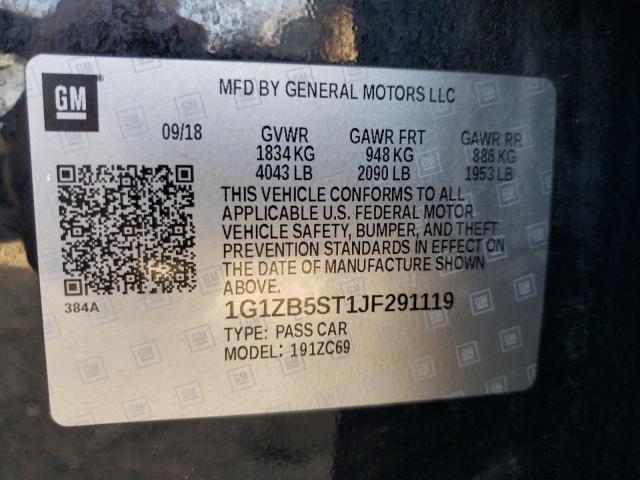 GM
MFD BY GENERAL MOTORS LLC
09/18 GVWR GAWR FRT GAWR RR
1834 KG 948 KG 886 KG
4043 LB 2090 LB 1953 LB
THIS VEHICLE CONFORMS TO ALL
APPLICABLE U.S. FEDERAL MOTOR
VEHICLE SAFETY, BUMPER, AND THEFT
PREVENTION STANDARDS IN EFFECT ON
THE DATE OF MANUFACTURE SHOWN
ABOVE.
384A
1G1ZB5ST1JF291119
TYPE: PASS CAR
MODEL: 191ZC69